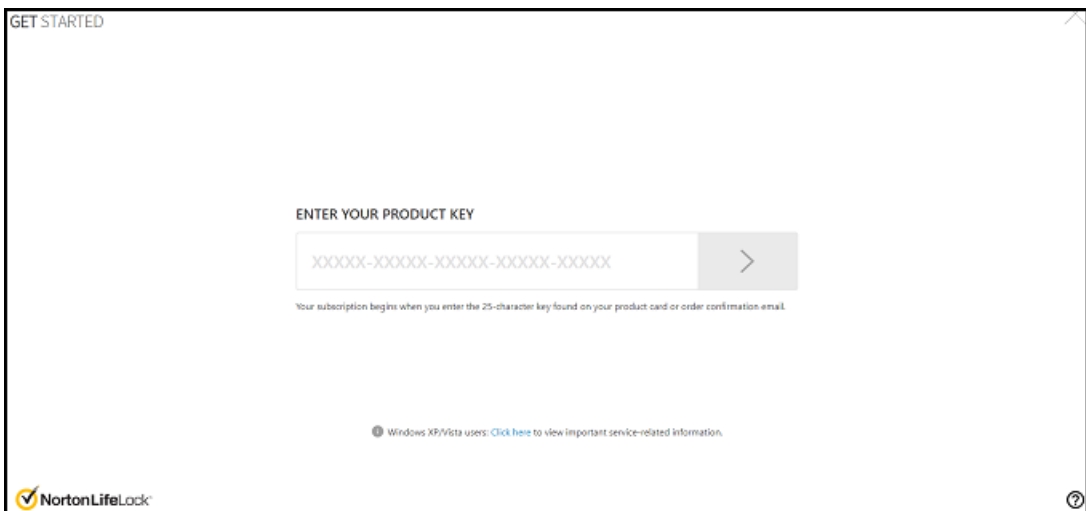 GET STARTED
ENTER YOUR PRODUCT KEY
XXXXX-XXXXX-XXXXX-XXXXX-XXXXX
Your subscription begins when you enter the 25-character key found on your product card or order confirmation email.
Windows XP/Vista users: Click here to view important service-related information.
NortonLifeLock